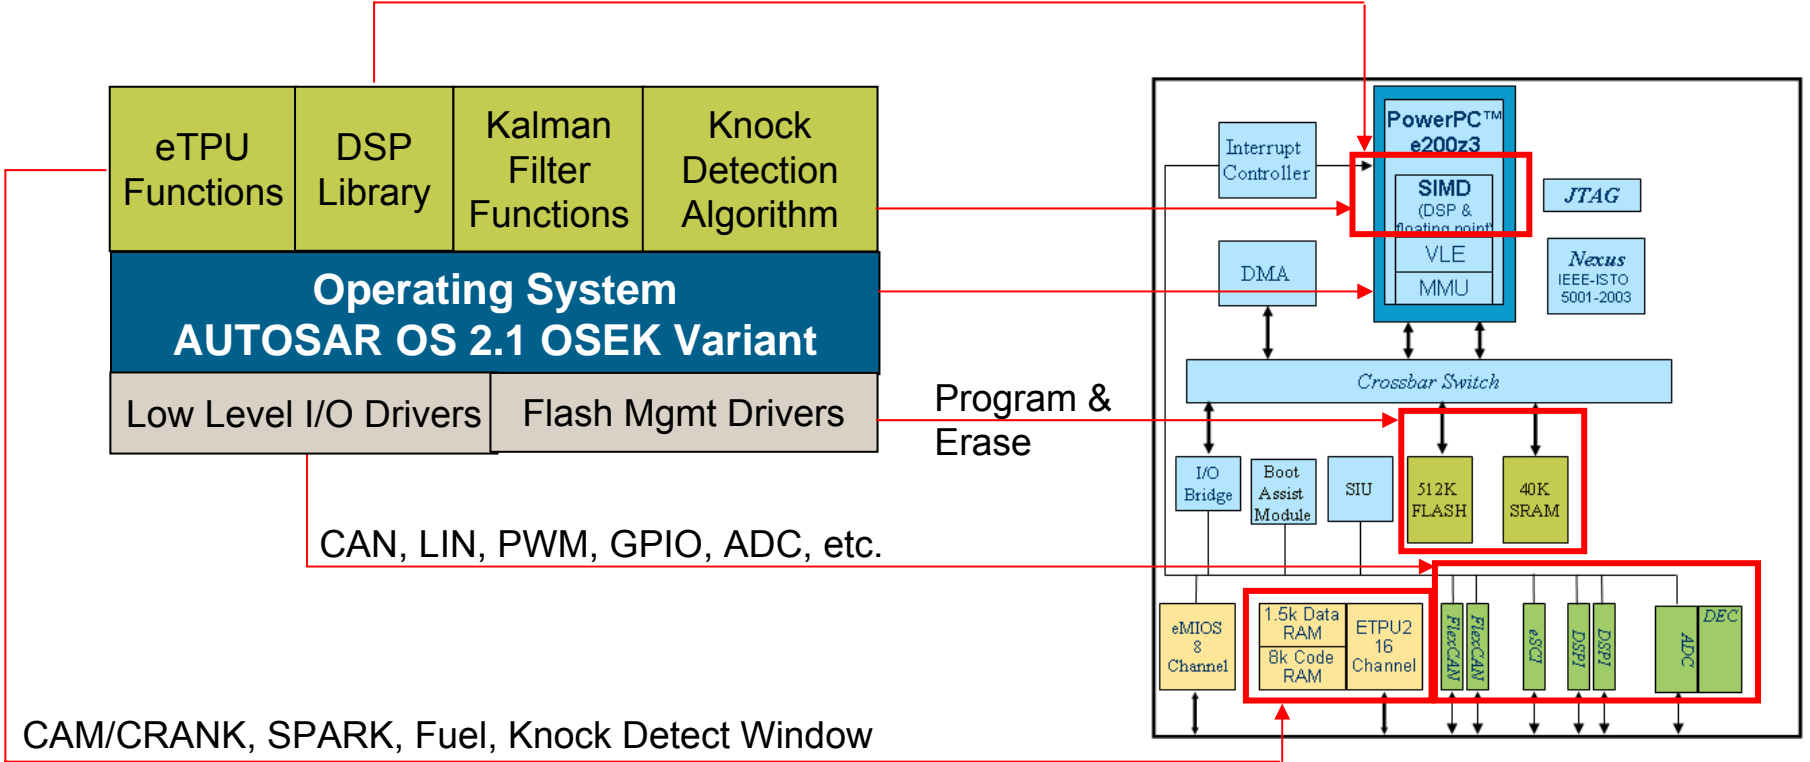 eTPU
Functions
DSP
Library
Kalman
Filter
Functions
Knock
Detection
Algorithm
Operating System
AUTOSAR OS 2.1 OSEK Variant
Low Level I/O Drivers
Flash Mgmt Drivers
Program &
Erase
CAN, LIN, PWM, GPIO, ADC, etc.
CAM/CRANK, SPARK, Fuel, Knock Detect Window
Interrupt
Controller
PowerPC™
e200z3
SIMD
(DSP &
floating point)
VLE
MMU
JTAG
Nexus
IEEE-ISTO
5001-2003
DMA
Crossbar Switch
I/O
Bridge
Boot
Assist
Module
SIU
512K
FLASH
40K
SRAM
eMIOS
8
Channel
1.5k Data
RAM
8k Code
RAM
ETPU2
16
Channel
FlexCAN
FlexCAN
eSCI
DSPI
DSPI
ADC
DEC